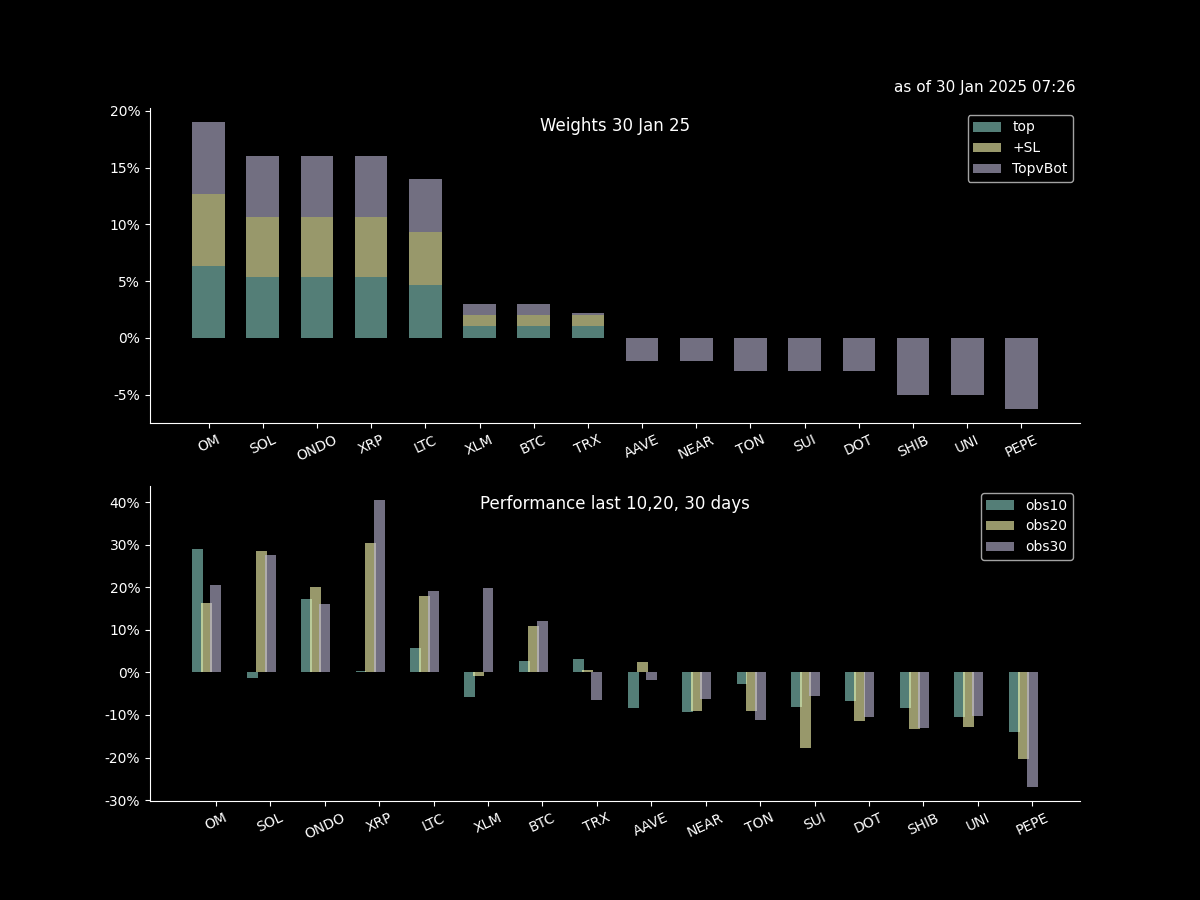 as of 30 Jan 2025 07:26
Weights 30 Jan 25
top
+SL
TopvBot
20%
15%
10%
5%
0%
-5%
OM SOL ONDO XRP LTC XLM BTC TRX AAVE NEAR TON SUI DOT SHIB UNI PEPE
Performance last 10,20, 30 days
obs10
obs20
obs30
40%
30%
20%
10%
0%
-10%
-20%
-30%
OM SOL ONDO XRP LTC XLM BTC TRX AAVE NEAR TON SUI DOT SHIB UNI PEPE